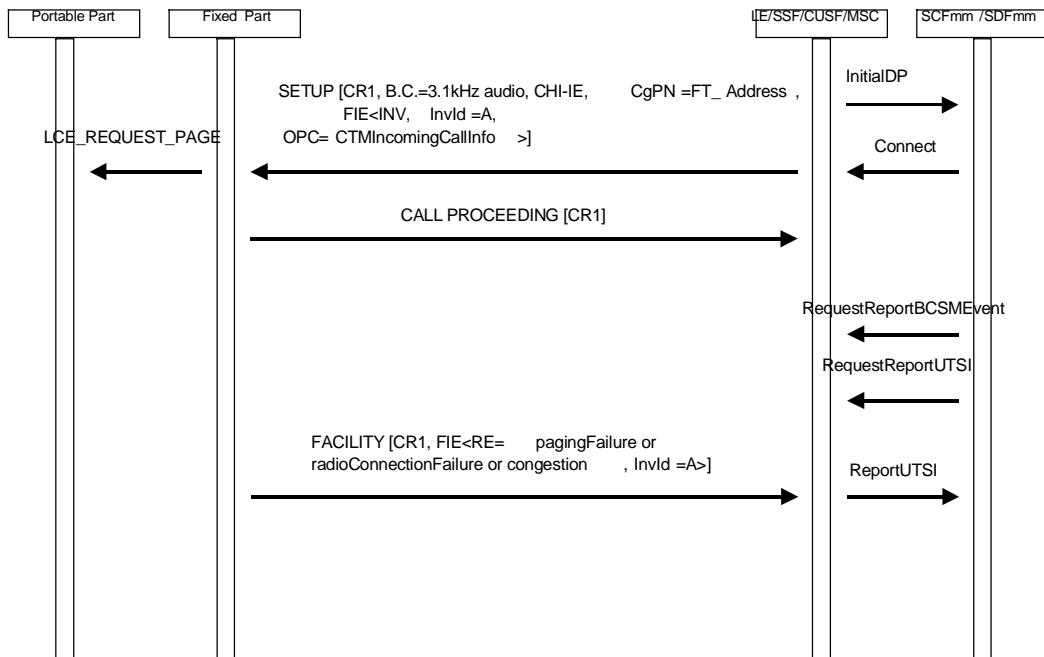 Portable Part
Fixed Part
LE/SSF/CUSF/MSC
SCFmm /SDFmm
InitialDP
SETUP [CR1, B.C.=3.1kHz audio, CHI-IE, CgPN =FT_ Address ,
FIE<INV, InvId =A,
OPC= CTMIncomingCallInfo >]
LCE_REQUEST_PAGE
Connect
CALL PROCEEDING [CR1]
RequestReportBCSMEvent
RequestReportUTSI
FACILITY [CR1, FIE<RE= pagingFailure or
radioConnectionFailure or congestion , InvId =A>]
ReportUTSI